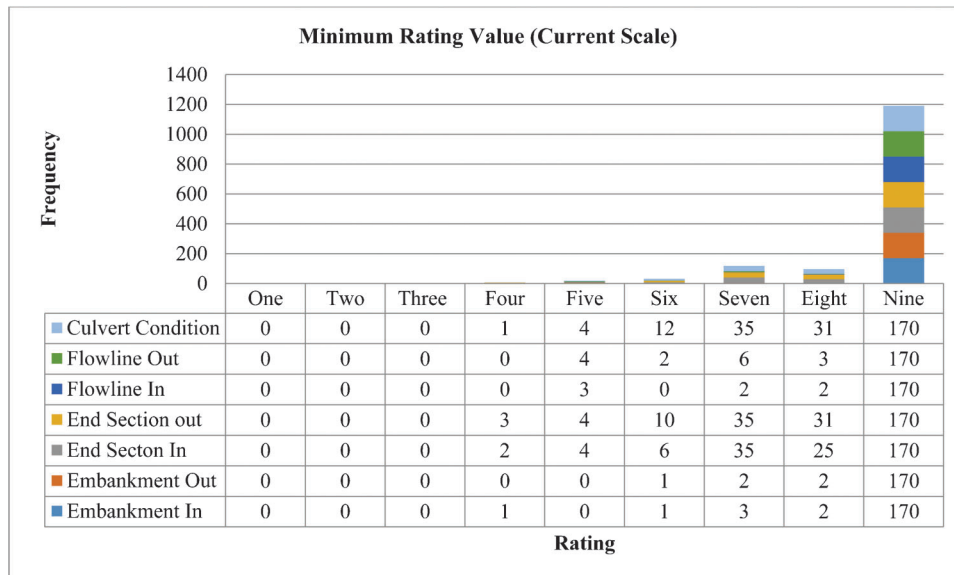 Minimum Rating Value (Current Scale)
Frequency
1400
1200
1000
800
600
400
200
0
One Two Three Four Five Six Seven Eight Nine
Culvert Condition 0 0 0 1 4 12 35 31 170
Flowline Out 0 0 0 0 4 2 6 3 170
Flowline In 0 0 0 0 3 0 2 2 170
End Section out 0 0 0 3 4 10 35 31 170
End Secton In 0 0 0 2 4 6 35 25 170
Embankment Out 0 0 0 0 0 1 2 2 170
Embankment In 0 0 0 1 0 1 3 2 170
Rating